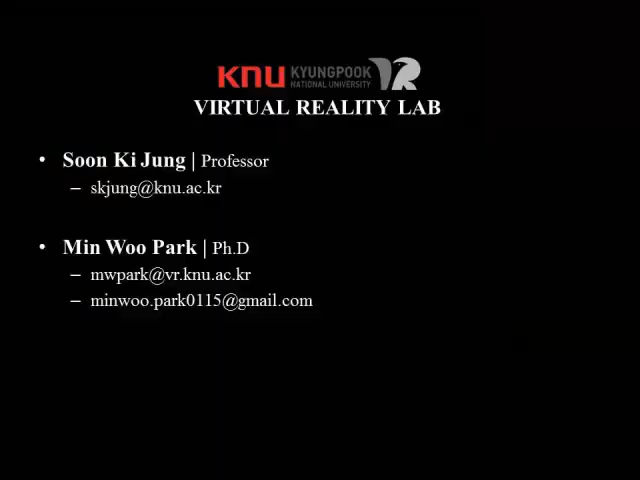 KNU KYUNGPOOK
NATIONAL UNIVERSITY
VIRTUAL REALITY LAB
• Soon Ki Jung | Professor
– skjung@knu.ac.kr
• Min Woo Park | Ph.D
– mwpark@vr.knu.ac.kr
– minwoo.park0115@gmail.com